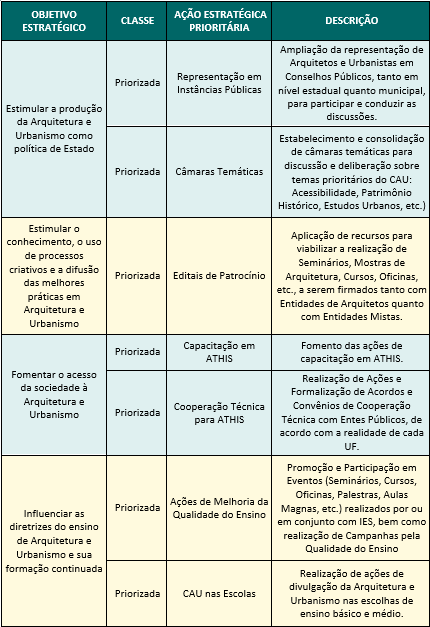 OBJETIVO
ESTRATÉGICO
CLASSE
AÇÃO ESTRATÉGICA
PRIORITÁRIA
DESCRIÇÃO
Estimular a produção
da Arquitetura e
Urbanismo como
política de Estado
Priorizada
Representação em
Instâncias Públicas
Ampliação da representação de
Arquitetos e Urbanistas em
Conselhos Públicos, tanto em
nível estadual quanto municipal,
para participar e conduzir as
discussões.
Priorizada
Câmaras Temáticas
Estabelecimento e consolidação
de câmaras temáticas para
discussão e deliberação sobre
temas prioritários do CAU:
Acessibilidade, Patrimônio
Histórico, Estudos Urbanos, etc.)
Estimular o
conhecimento, o uso
de processos
criativos e a difusão
das melhores
práticas em
Arquitetura e
Urbanismo
Priorizada
Editais de Patrocínio
Aplicação de recursos para
viabilizar a realização de
Seminários, Mostras de
Arquitetura, Cursos, Oficinas,
etc., a serem firmados tanto com
Entidades de Arquitetos quanto
com Entidades Mistas.
Fomentar o acesso
da sociedade à
Arquitetura e
Urbanismo
Priorizada
Capacitação em
ATHIS
Fomento das ações de
capacitação em ATHIS.
Priorizada
Cooperação Técnica
para ATHIS
Realização de Ações e
Formalização de Acordos e
Convênios de Cooperação
Técnica com Entes Públicos, de
acordo com a realidade de cada
UF.
Influenciar as
diretrizes do ensino
de Arquitetura e
Urbanismo e sua
formação continuada
Priorizada
Ações de Melhoria da
Qualidade do Ensino
Promoção e Participação em
Eventos (Seminários, Cursos,
Oficinas, Palestras, Aulas
Magnas, etc.) realizados por ou
em conjunto com IES, bem como
realização de Campanhas pela
Qualidade do Ensino
Priorizada
CAU nas Escolas
Realização de ações de
divulgação da Arquitetura e
Urbanismo nas escolhas de
ensino básico e médio.